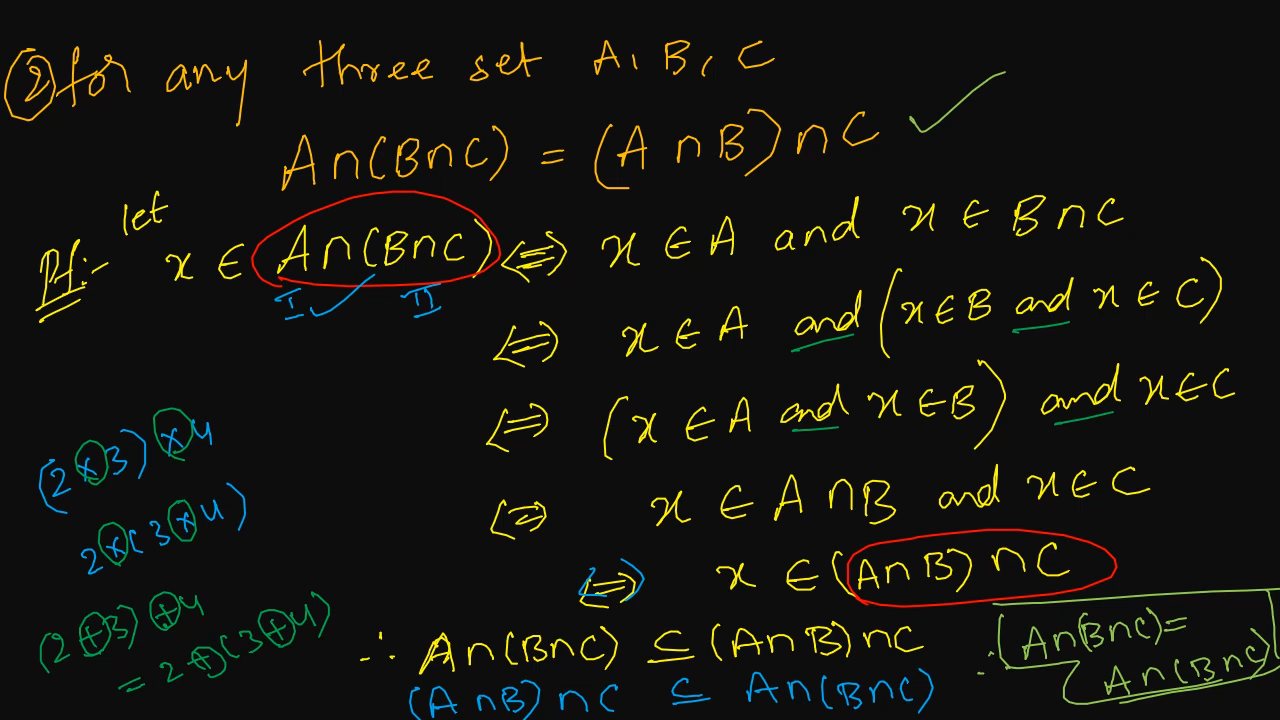 ② for any three set A, B, C
A∩(B∩C) = (A∩B)∩C
Pf:- let x ∈ A∩(B∩C) ⇔ x ∈ A and x ∈ B∩C
I II
⇔ x ∈ A and (x ∈ B and x ∈ C)
⇔ (x ∈ A and x ∈ B) and x ∈ C
(2×3)×4
⇔ x ∈ A∩B and x ∈ C
2×(3×4)
⇔ x ∈ (A∩B)∩C
(2+3)+4
= 2+(3+4)
∴ A∩(B∩C) ⊆ (A∩B)∩C
(A∩B)∩C ⊆ A∩(B∩C)
∴ A∩(B∩C) =
A∩(B∩C)